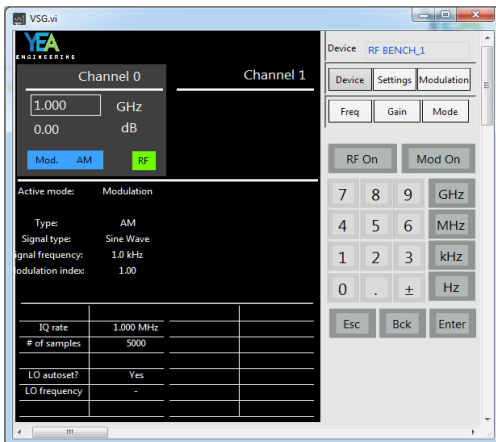 VSG.vi
YEA
ENGINEERING
Channel 0
Channel 1
1.000 GHz
0.00 dB
Mod. AM RF
Active mode: Modulation
Type: AM
Signal type: Sine Wave
ignal frequency: 1.0 kHz
odulation index: 1.00
IQ rate 1.000 MHz
# of samples 5000
LO autoset? Yes
LO frequency -
Device RF BENCH_1
Device Settings Modulation
Freq Gain Mode
RF On Mod On
7 8 9 GHz
4 5 6 MHz
1 2 3 kHz
0 . ± Hz
Esc Bck Enter